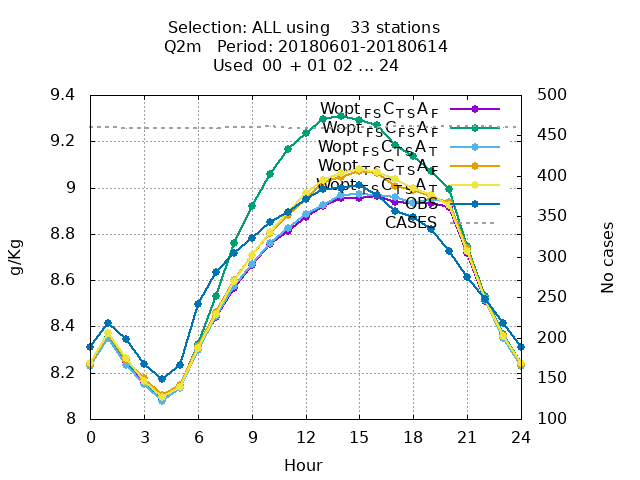 Selection: ALL using 33 stations
Q2m Period: 20180601-20180614
Used 00 + 01 02 ... 24
9.4
9.2
9
8.8
8.6
8.4
8.2
8
500
450
400
350
300
250
200
150
100
Wopt FS C TS A F
Wopt FS C FS A F
Wopt FS C TS A T
Wopt TS C TS A F
Wopt TS C TS A T
OBS
CASES
g/Kg
No cases
0 3 6 9 12 15 18 21 24
Hour